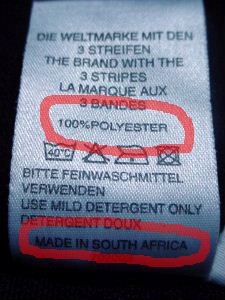 DIE WELTMARKE MIT DEN
3 STREIFEN
THE BRAND WITH THE
3 STRIPES
LA MARQUE AUX
3 BANDES
100%POLYESTER
40°C
BITTE FEINWASCHMITTEL
VERWENDEN
USE MILD DETERGENT ONLY
DETERGENT DOUX
MADE IN SOUTH AFRICA